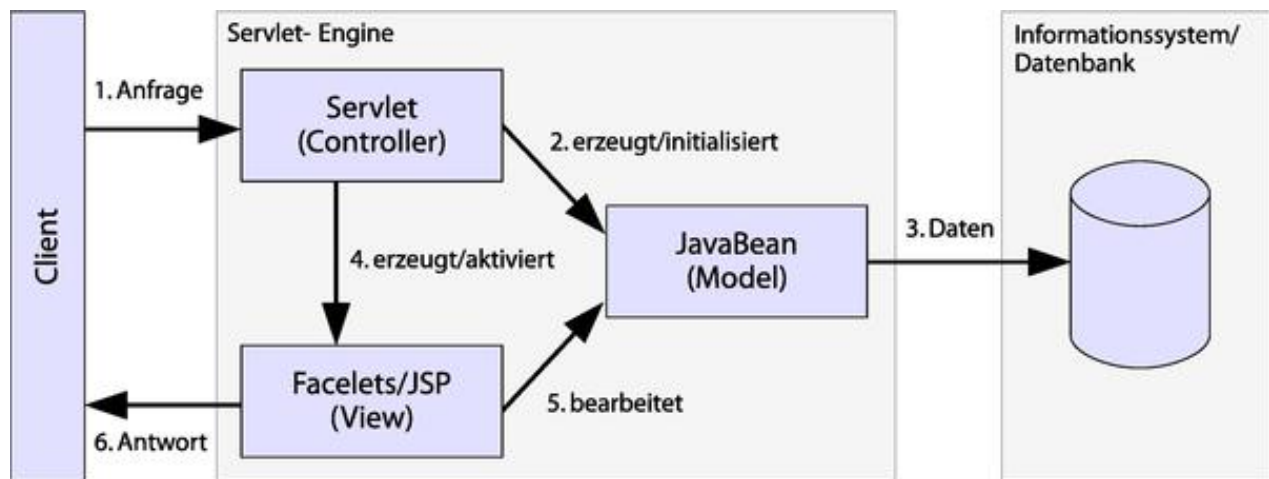 Servlet- Engine
Informationssystem/
Datenbank
1. Anfrage
Servlet
(Controller)
2. erzeugt/initialisiert
Client
JavaBean
(Model)
3. Daten
4. erzeugt/aktiviert
Facelets/JSP
(View)
5. bearbeitet
6. Antwort